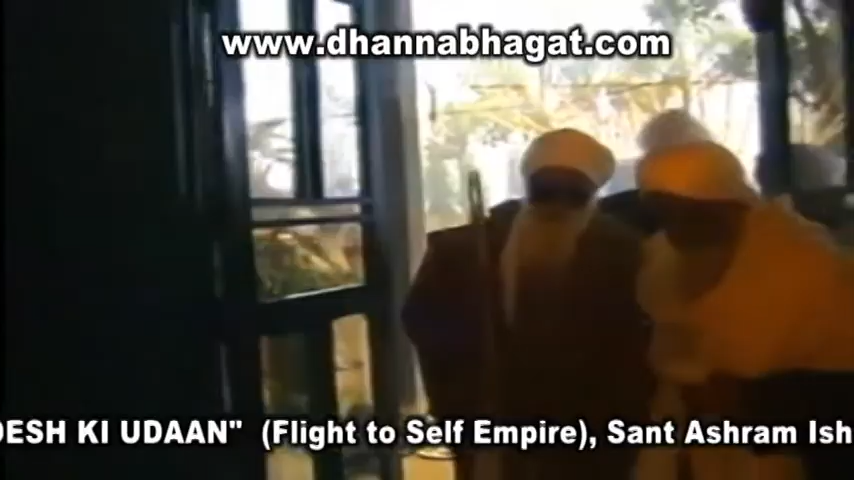 www.dhannabhagat.com
DESH KI UDAAN" (Flight to Self Empire), Sant Ashram Ish